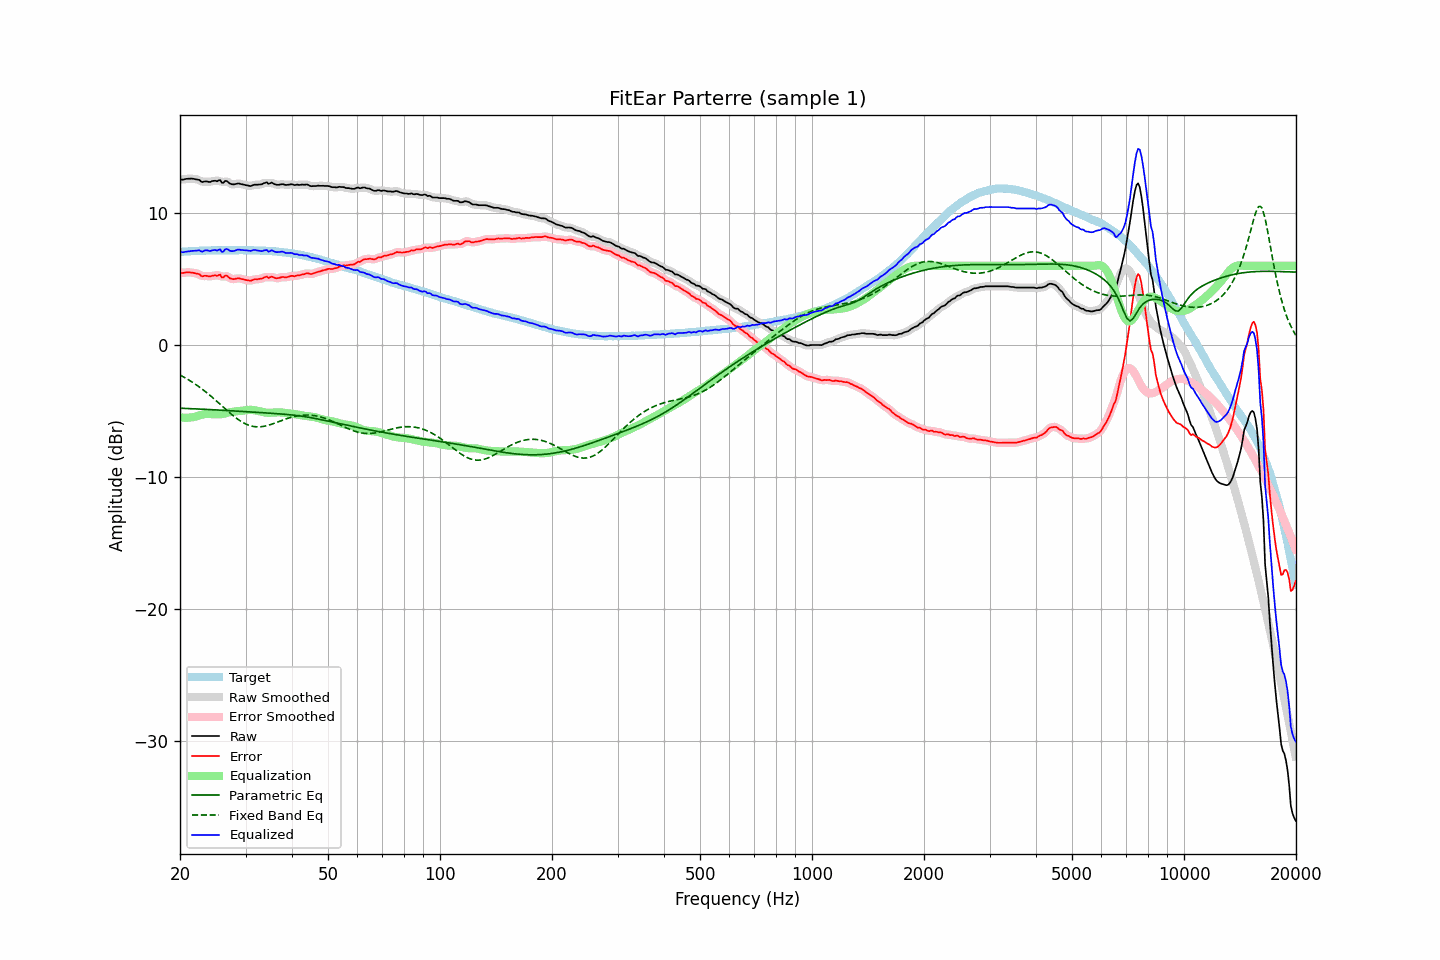 FitEar Parterre (sample 1)
Amplitude (dBr)
10
0
−10
−20
−30
Target
Raw Smoothed
Error Smoothed
Raw
Error
Equalization
Parametric Eq
Fixed Band Eq
Equalized
20 50 100 200 500 1000 2000 5000 10000 20000
Frequency (Hz)